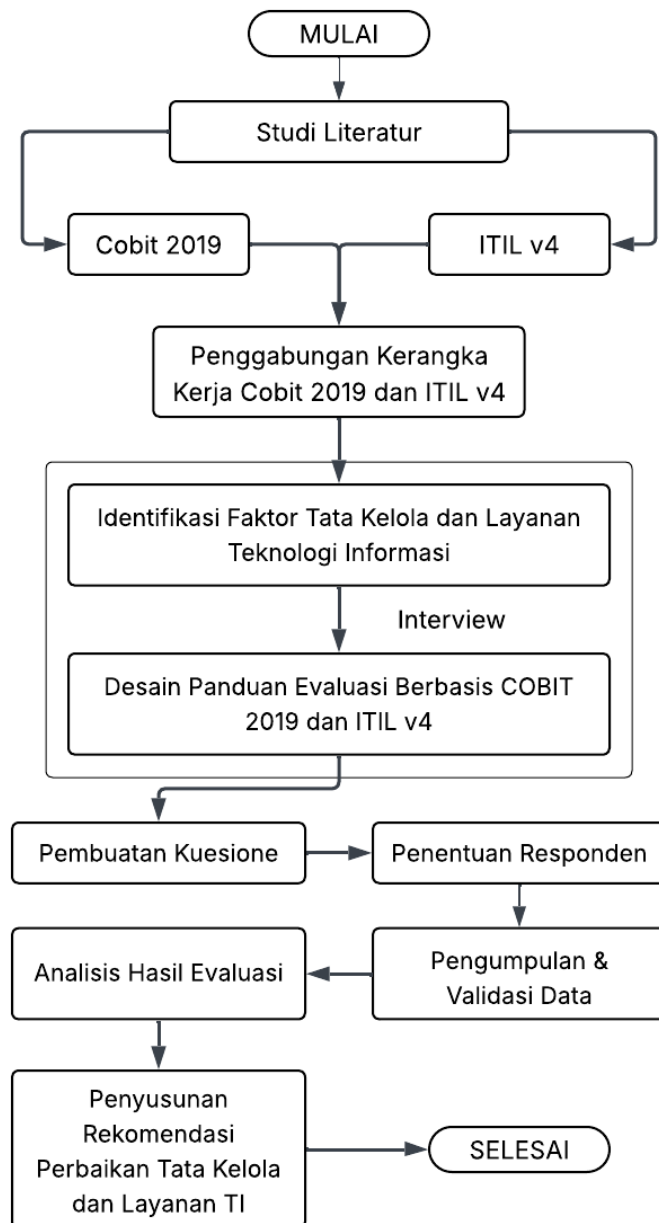 MULAI
Studi Literatur
Cobit 2019
ITIL v4
Penggabungan Kerangka
Kerja Cobit 2019 dan ITIL v4
Identifikasi Faktor Tata Kelola dan Layanan
Teknologi Informasi
Interview
Desain Panduan Evaluasi Berbasis COBIT
2019 dan ITIL v4
Pembuatan Kuesione
Penentuan Responden
Analisis Hasil Evaluasi
Pengumpulan &
Validasi Data
Penyusunan
Rekomendasi
Perbaikan Tata Kelola
dan Layanan TI
SELESAI